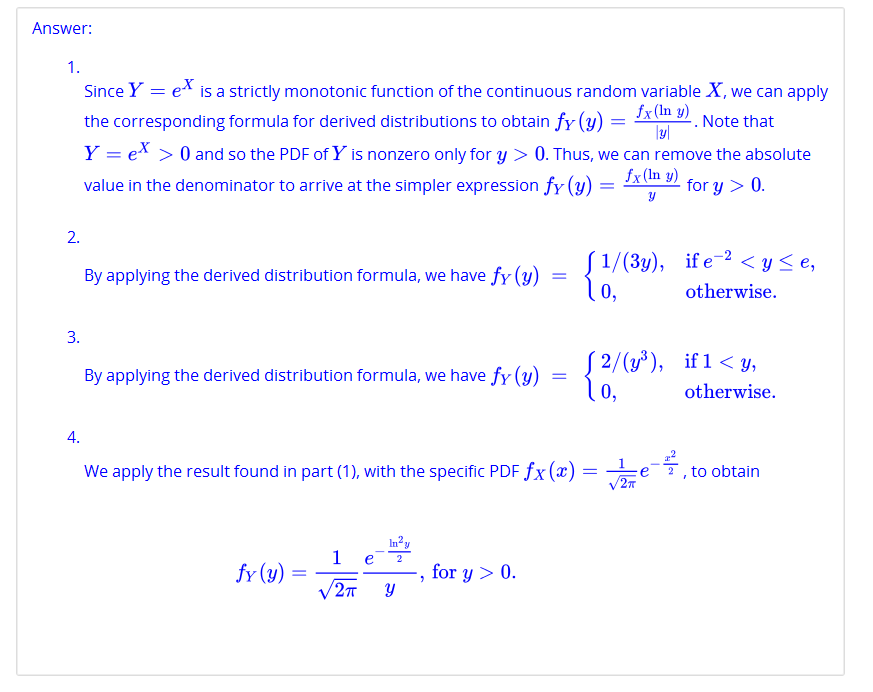 Answer:
1.
Since Y = e^X is a strictly monotonic function of the continuous random variable X, we can apply
the corresponding formula for derived distributions to obtain f_Y(y) = f_X(ln y)/|y|. Note that
Y = e^X > 0 and so the PDF of Y is nonzero only for y > 0. Thus, we can remove the absolute
value in the denominator to arrive at the simpler expression f_Y(y) = f_X(ln y)/y for y > 0.
2.
By applying the derived distribution formula, we have f_Y(y) = { 1/(3y), if e^{-2} < y ≤ e,
0, otherwise.
3.
By applying the derived distribution formula, we have f_Y(y) = { 2/(y^3), if 1 < y,
0, otherwise.
4.
We apply the result found in part (1), with the specific PDF f_X(x) = 1/√(2π) e^{-x^2/2}, to obtain
f_Y(y) = 1/√(2π) e^{-ln^2 y/2}/y, for y > 0.